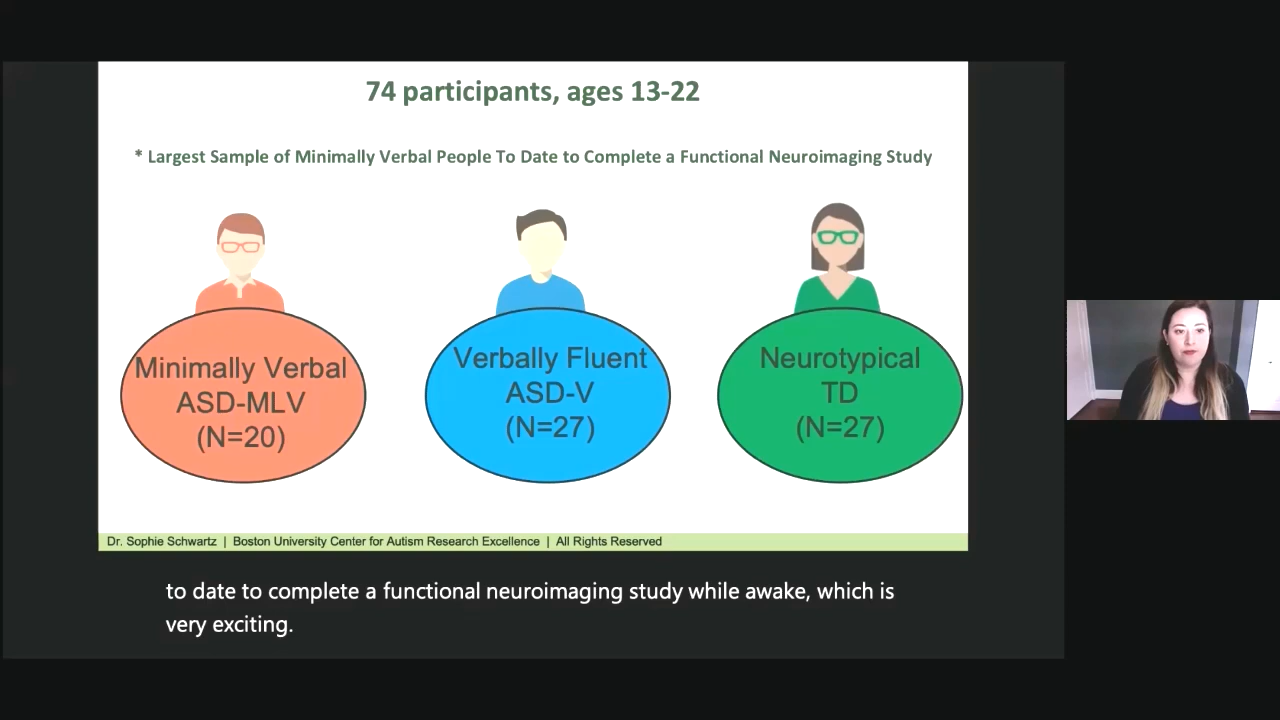 74 participants, ages 13-22
* Largest Sample of Minimally Verbal People To Date to Complete a Functional Neuroimaging Study
Minimally Verbal
ASD-MLV
(N=20)
Verbally Fluent
ASD-V
(N=27)
Neurotypical
TD
(N=27)
Dr. Sophie Schwartz | Boston University Center for Autism Research Excellence | All Rights Reserved
to date to complete a functional neuroimaging study while awake, which is
very exciting.